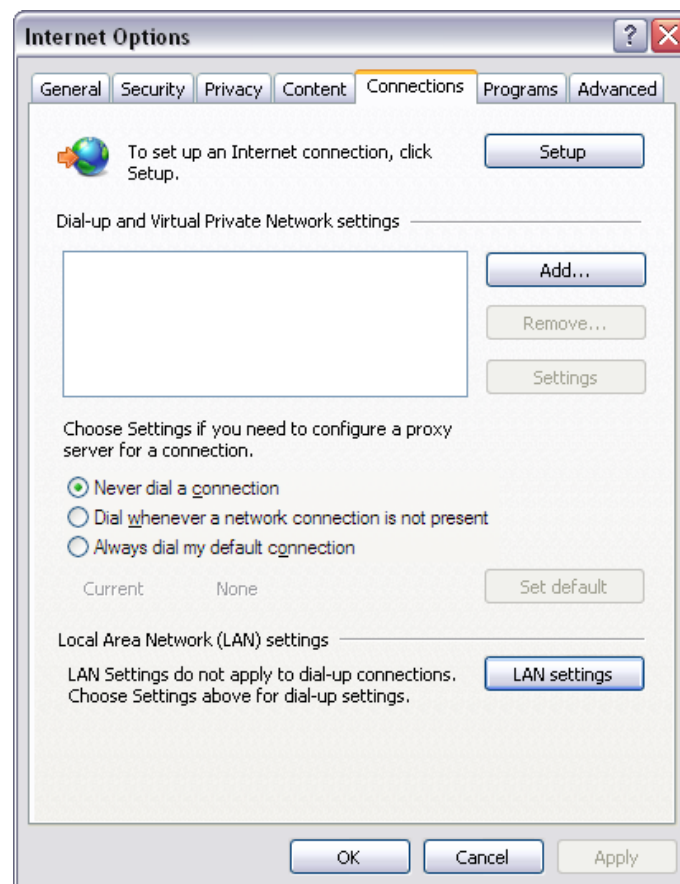 Internet Options
General Security Privacy Content Connections Programs Advanced
To set up an Internet connection, click
Setup.
Setup
Dial-up and Virtual Private Network settings
Add...
Remove...
Settings
Choose Settings if you need to configure a proxy
server for a connection.
Never dial a connection
Dial whenever a network connection is not present
Always dial my default connection
Current None
Set default
Local Area Network (LAN) settings
LAN Settings do not apply to dial-up connections.
Choose Settings above for dial-up settings.
LAN settings
OK Cancel Apply